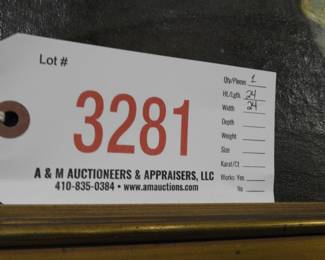 Lot #
3281
A & M AUCTIONEERS & APPRAISERS, LLC
410-835-0384 • www.amauctions.com
Qty/Pieces 1
Ht./Lgth 24
Width 24
Depth
Weight
Size
Karat/Ct
Works: Yes
No